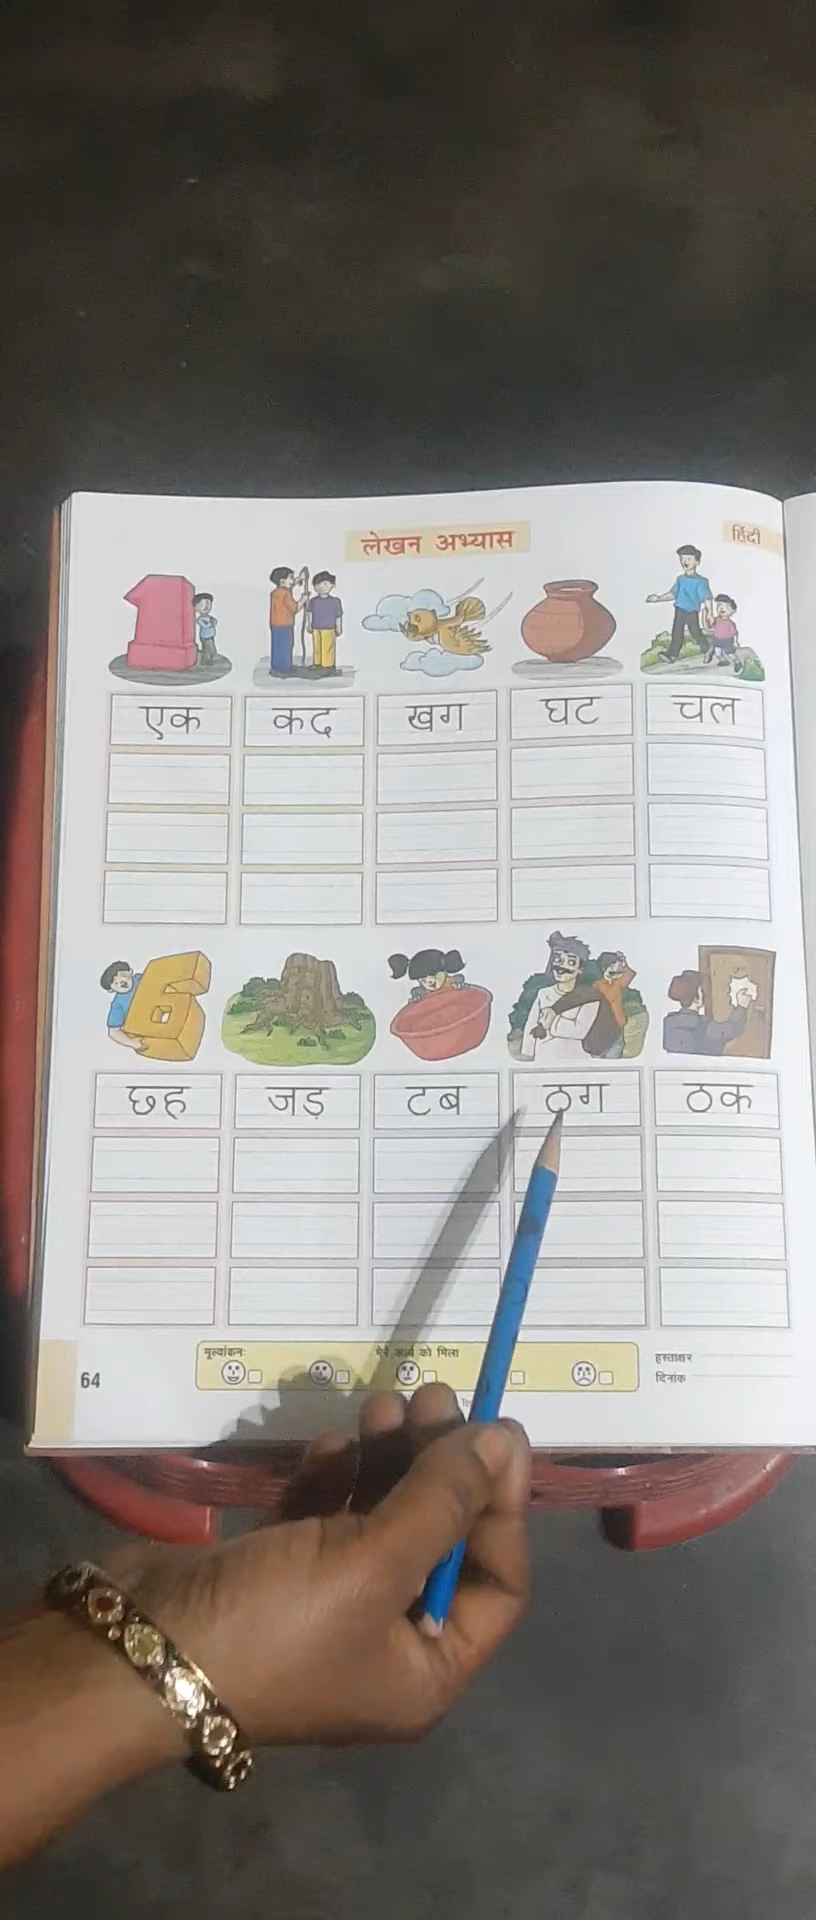 लेखन अभ्यास
हिंदी
एक कद खग घट चल
छह जड़ टब ठग ठक
मूल्यांकन: मेरे कार्य को मिला
हस्ताक्षर
दिनांक
64